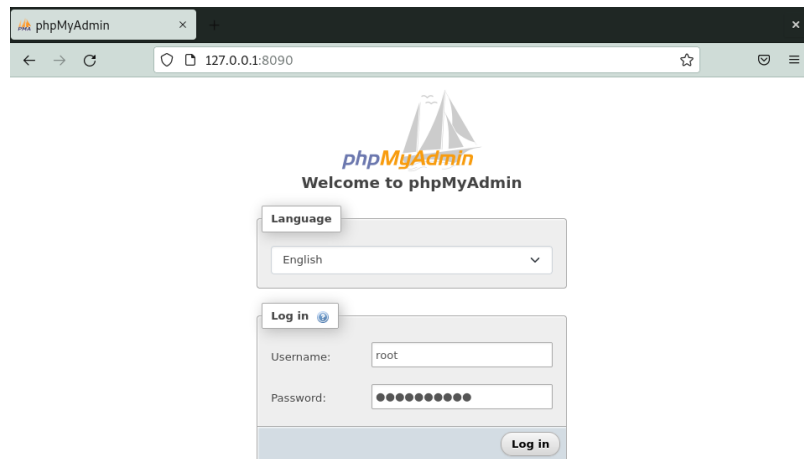 phpMyAdmin
127.0.0.1:8090
phpMyAdmin
Welcome to phpMyAdmin
Language
English
Log in
Username: root
Password: ●●●●●●●●●●
Log in